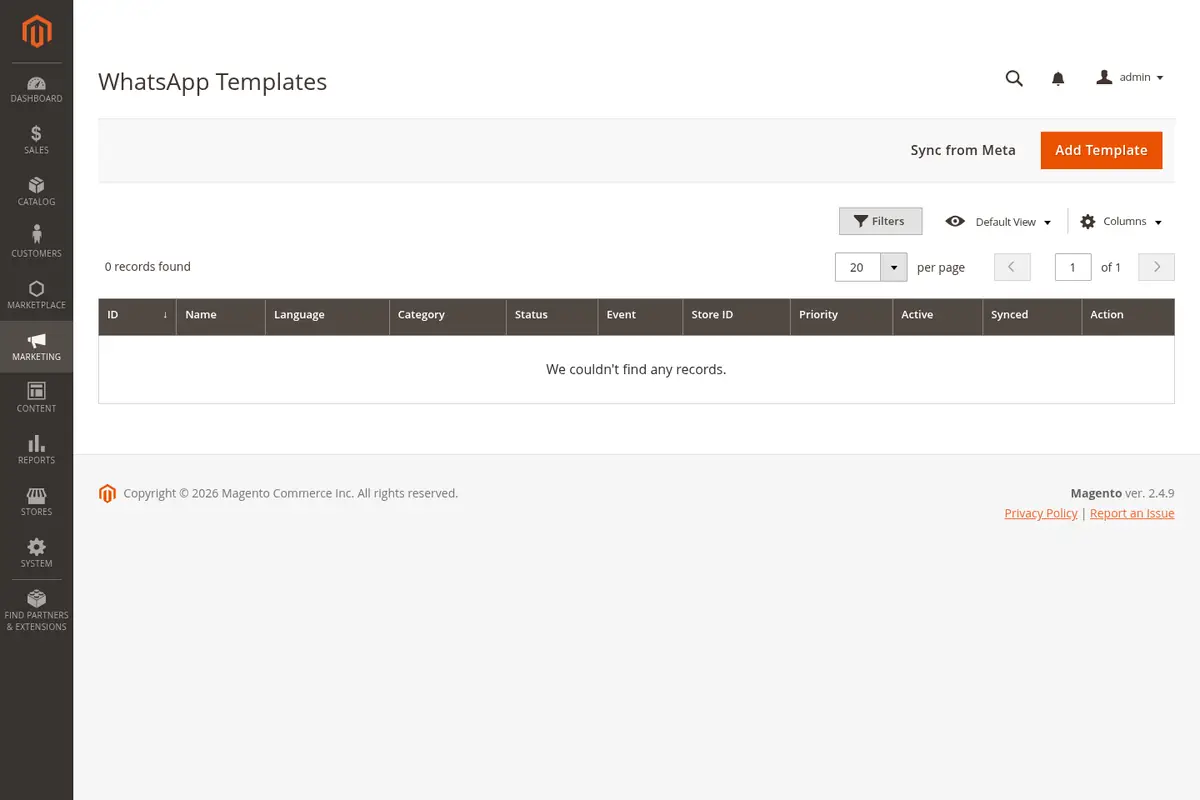 DASHBOARD
SALES
CATALOG
CUSTOMERS
MARKETPLACE
MARKETING
CONTENT
REPORTS
STORES
SYSTEM
FIND PARTNERS
& EXTENSIONS
WhatsApp Templates
admin
Sync from Meta
Add Template
Filters
Default View
Columns
0 records found
20
per page
1
of 1
ID ↓ Name Language Category Status Event Store ID Priority Active Synced Action
We couldn't find any records.
Copyright © 2026 Magento Commerce Inc. All rights reserved.
Magento ver. 2.4.9
Privacy Policy | Report an Issue